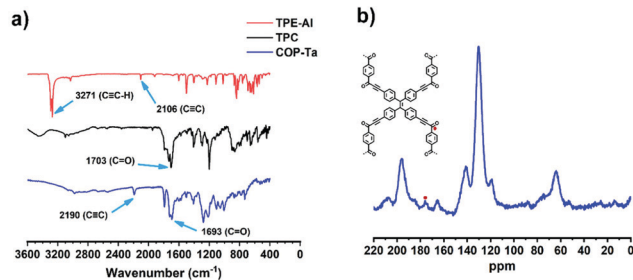 a)
TPE-Al
TPC
COP-Ta
3271 (C≡C-H)
2106 (C≡C)
1703 (C=O)
2190 (C≡C)
1693 (C=O)
3600 3200 2800 2400 2000 1600 1200 800 400 0
Wavenumber (cm-1)
b)
220 200 180 160 140 120 100 80 60 40 20 0
ppm